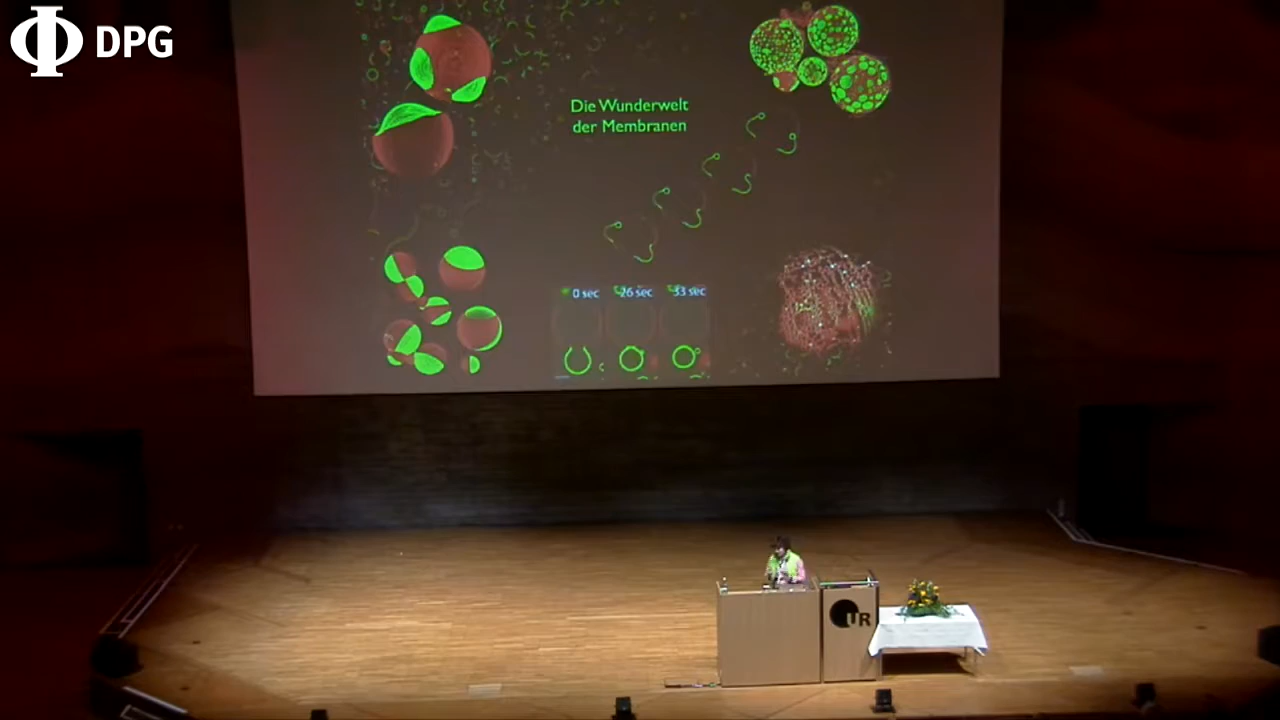 DPG
Die Wunderwelt
der Membranen
0 sec
26 sec
33 sec
UR